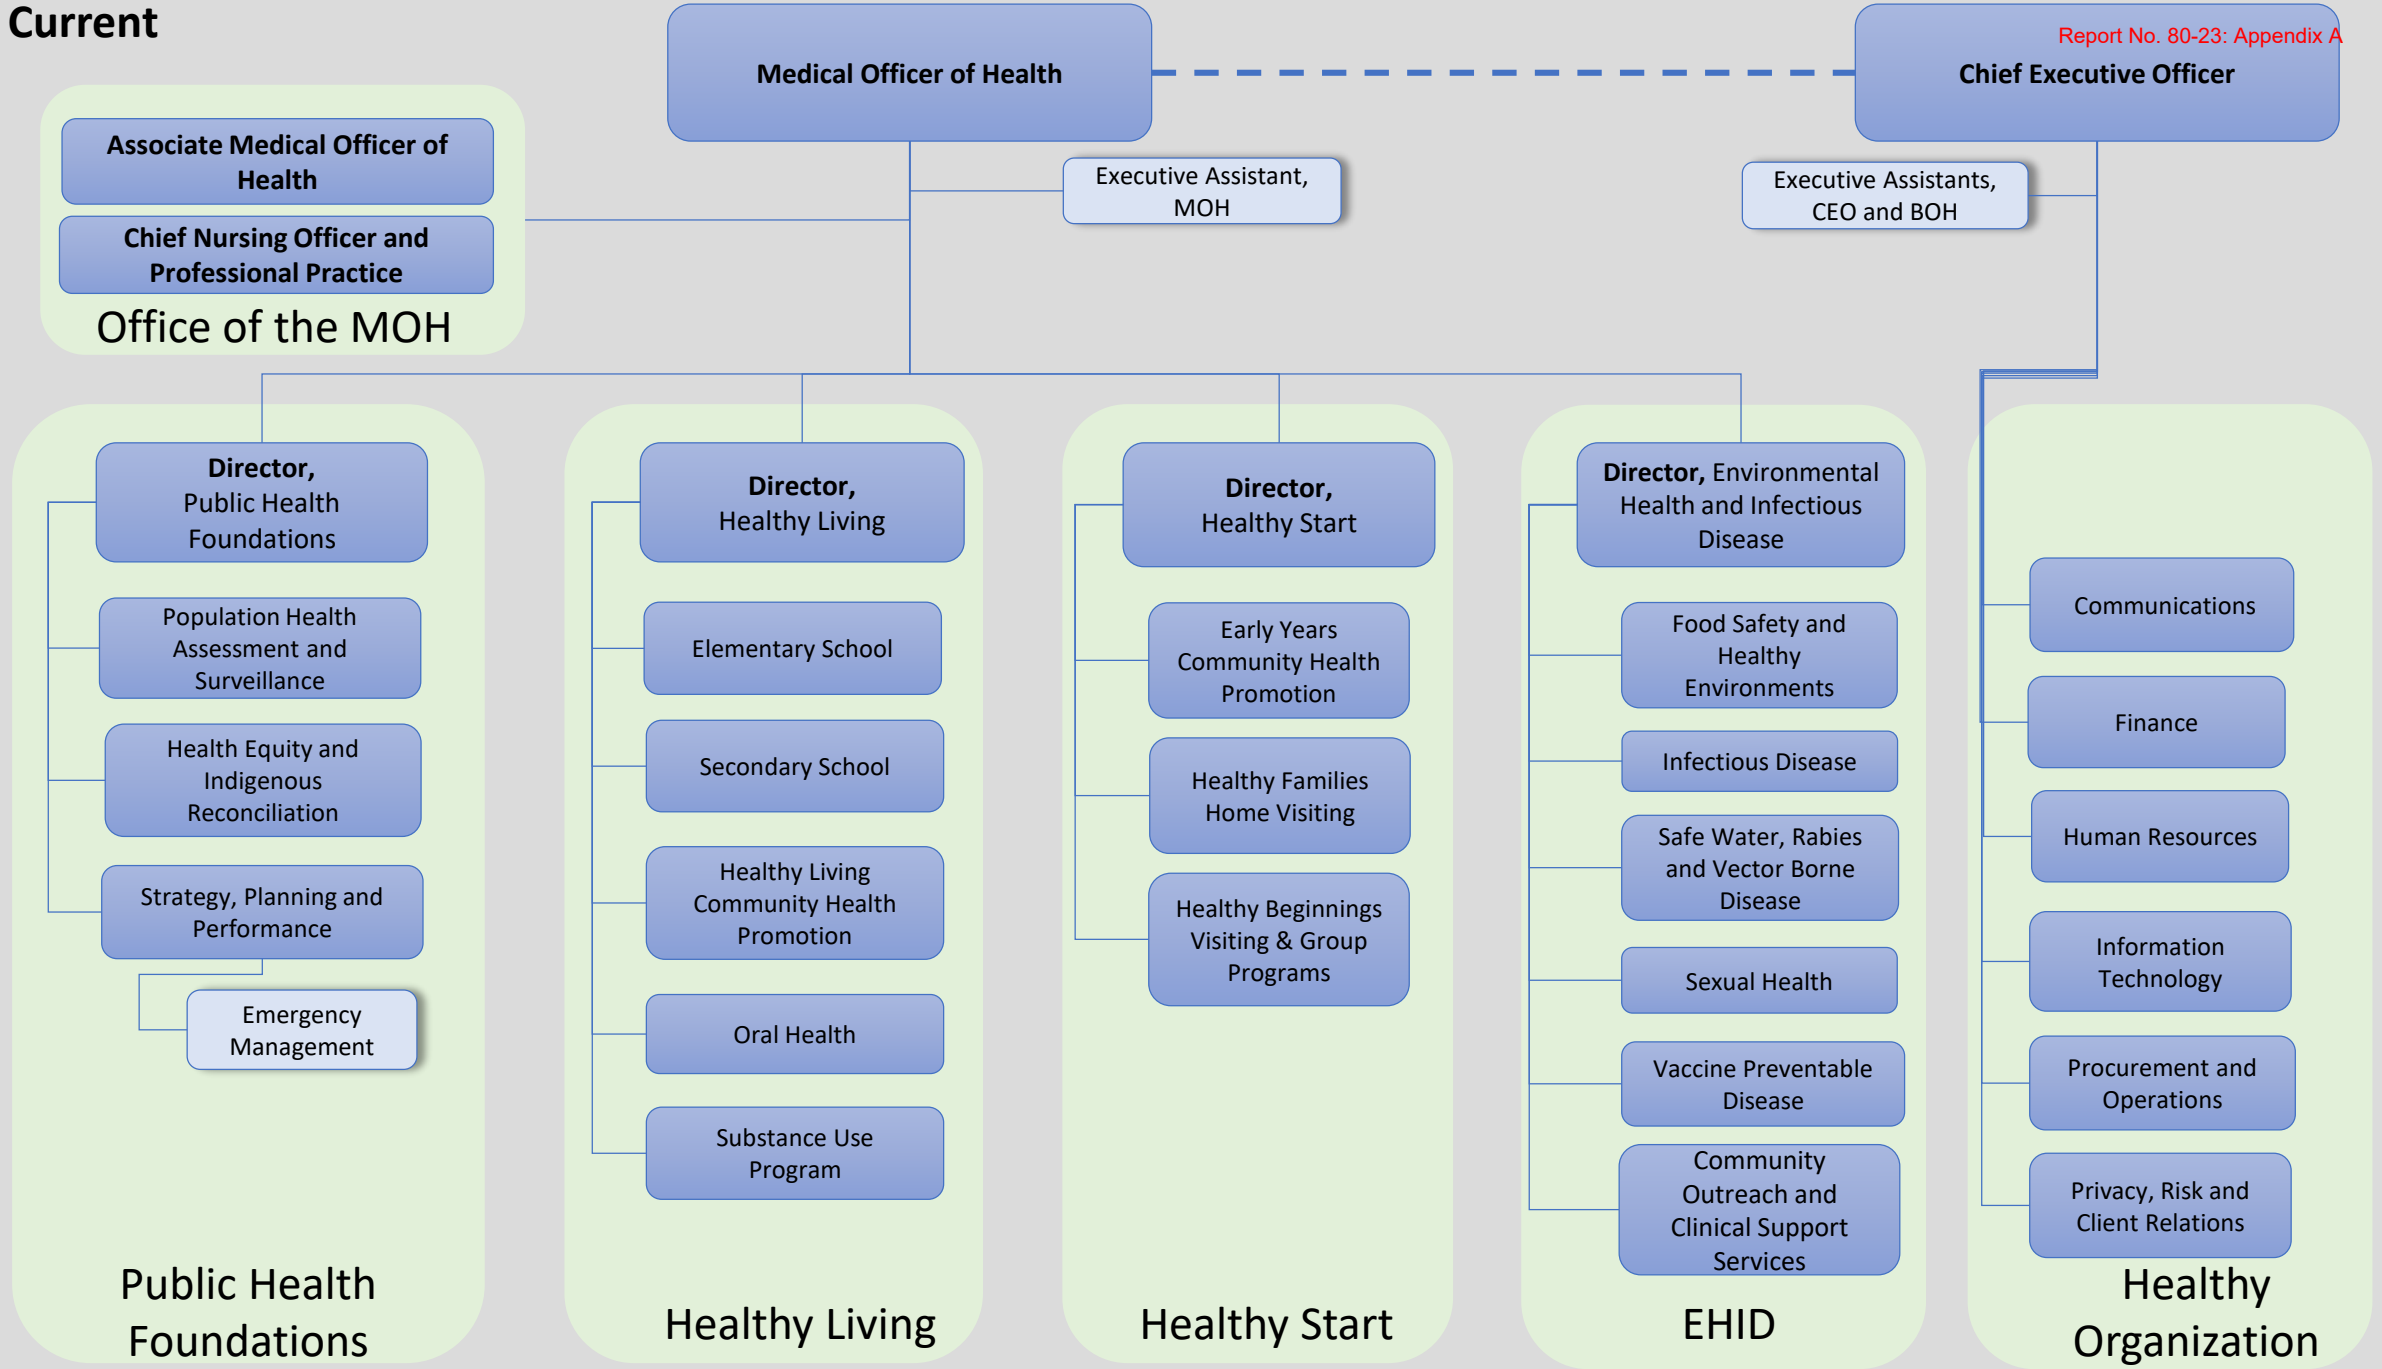 Current
Report No. 80-23: Appendix A
Medical Officer of Health
Chief Executive Officer
Associate Medical Officer of
Health
Chief Nursing Officer and
Professional Practice
Office of the MOH
Executive Assistant,
MOH
Executive Assistants,
CEO and BOH
Director,
Public Health
Foundations
Population Health
Assessment and
Surveillance
Health Equity and
Indigenous
Reconciliation
Strategy, Planning and
Performance
Emergency
Management
Public Health
Foundations
Director,
Healthy Living
Elementary School
Secondary School
Healthy Living
Community Health
Promotion
Oral Health
Substance Use
Program
Healthy Living
Director,
Healthy Start
Early Years
Community Health
Promotion
Healthy Families
Home Visiting
Healthy Beginnings
Visiting & Group
Programs
Healthy Start
Director, Environmental
Health and Infectious
Disease
Food Safety and
Healthy
Environments
Infectious Disease
Safe Water, Rabies
and Vector Borne
Disease
Sexual Health
Vaccine Preventable
Disease
Community
Outreach and
Clinical Support
Services
EHID
Communications
Finance
Human Resources
Information
Technology
Procurement and
Operations
Privacy, Risk and
Client Relations
Healthy
Organization